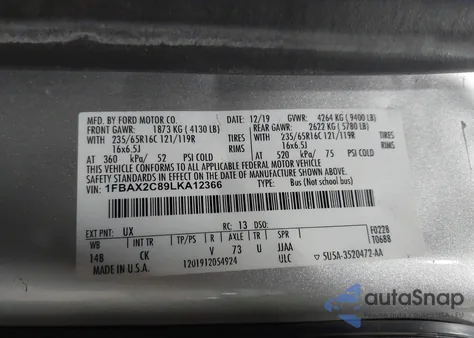 MFD. BY FORD MOTOR CO. DATE: 12/19 GVWR: 4264 KG (9400 LB)
FRONT GAWR: 1873 KG (4130 LB) REAR GAWR: 2622 KG (5780 LB)
WITH 235/65R16C 121/119R TIRES WITH 235/65R16C 121/119R TIRES
16x6.5J RIMS 16x6.5J RIMS
AT 360 kPa/ 52 PSI COLD AT 520 kPa/ 75 PSI COLD
THIS VEHICLE CONFORMS TO ALL APPLICABLE FEDERAL MOTOR VEHICLE
SAFETY STANDARDS IN EFFECT ON THE DATE OF MANUFACTURE SHOWN ABOVE.
VIN: 1FBAX2C89LKA12366 TYPE: Bus (Not school bus)
EXT PNT: UX RC: 13 DSO: F0228
WB INT TR TP/PS R AXLE TR SPR T0688
14B CK V 73 U JJAA
MADE IN U.S.A. 1201912054924 ULC 5U5A-3520472-AA
autoSnap